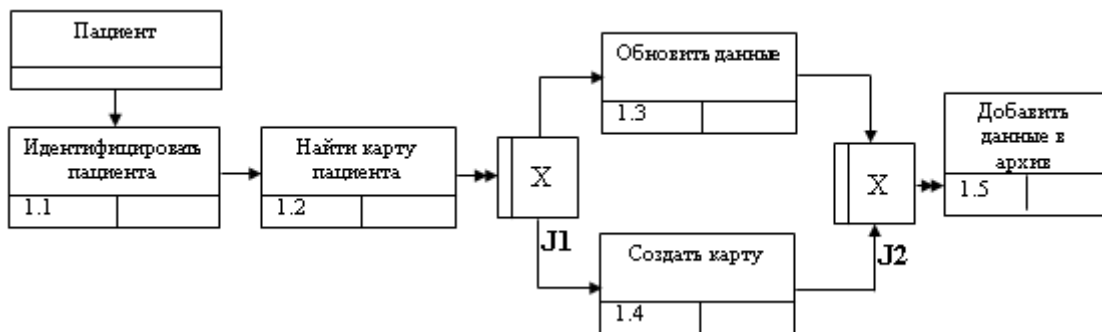 Пациент
Идентифицировать
пациента
1.1
Найти карту
пациента
1.2
X
J1
Обновить данные
1.3
Создать карту
1.4
X
J2
Добавить
данные в
архив
1.5